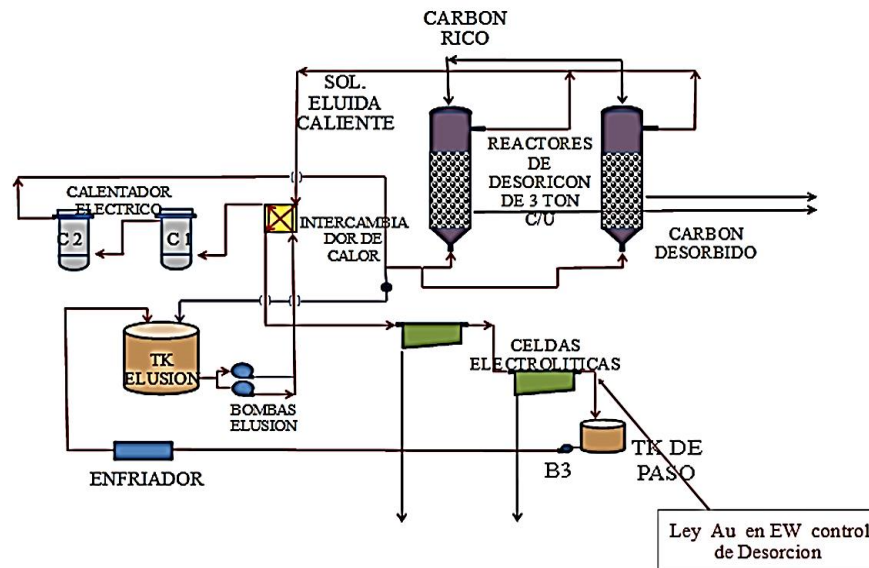 CARBON
RICO
SOL.
ELUIDA
CALIENTE
REACTORES
DE
DESORICON
DE 3 TON
C/U
CALENTADOR
ELECTRICO
C 2
C 1
INTERCAMBIA
DOR DE
CALOR
CARBON
DESORBIDO
TK
ELUSION
BOMBAS
ELUSION
CELDAS
ELECTROLITICAS
ENFRIADOR
B3
TK DE
PASO
Ley Au en EW control
de Desorcion